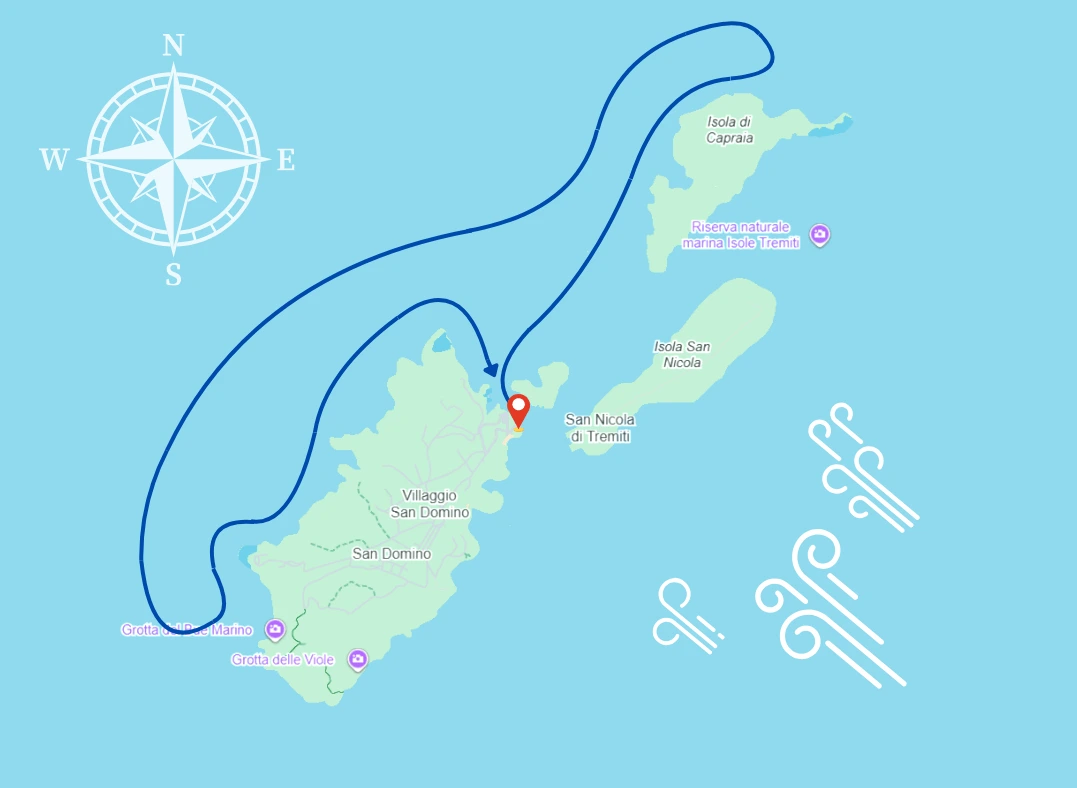 N
W
E
S
Isola di
Capraia
Riserva naturale
marina Isole Tremiti
Isola San
Nicola
San Nicola
di Tremiti
Villaggio
San Domino
San Domino
Grotta del Bue Marino
Grotta delle Viole